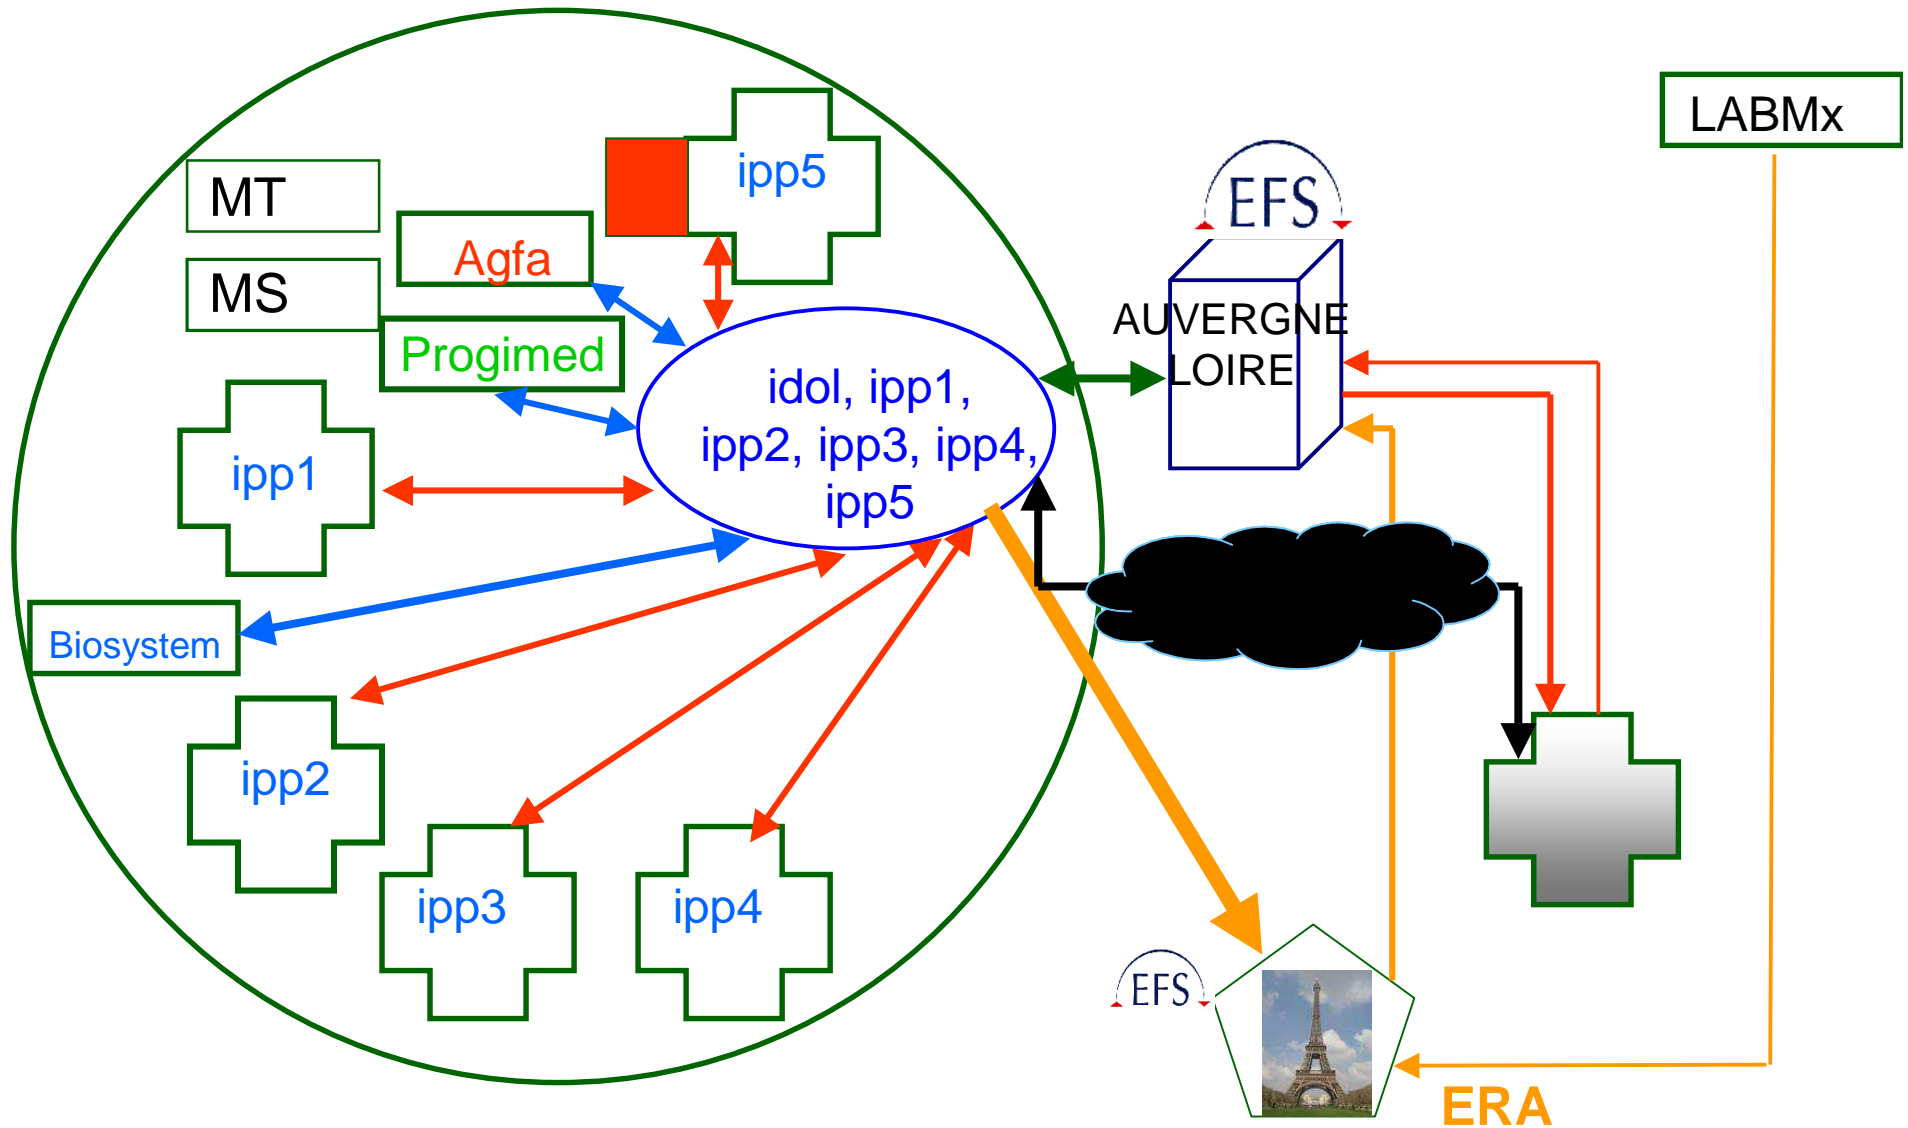 LABMx
ipp5
EFS
MT
Agfa
MS
AUVERGNE
LOIRE
Progimed
idol, ipp1,
ipp2, ipp3, ipp4,
ipp5
ipp1
Biosystem
ipp2
ipp3
ipp4
EFS
ERA